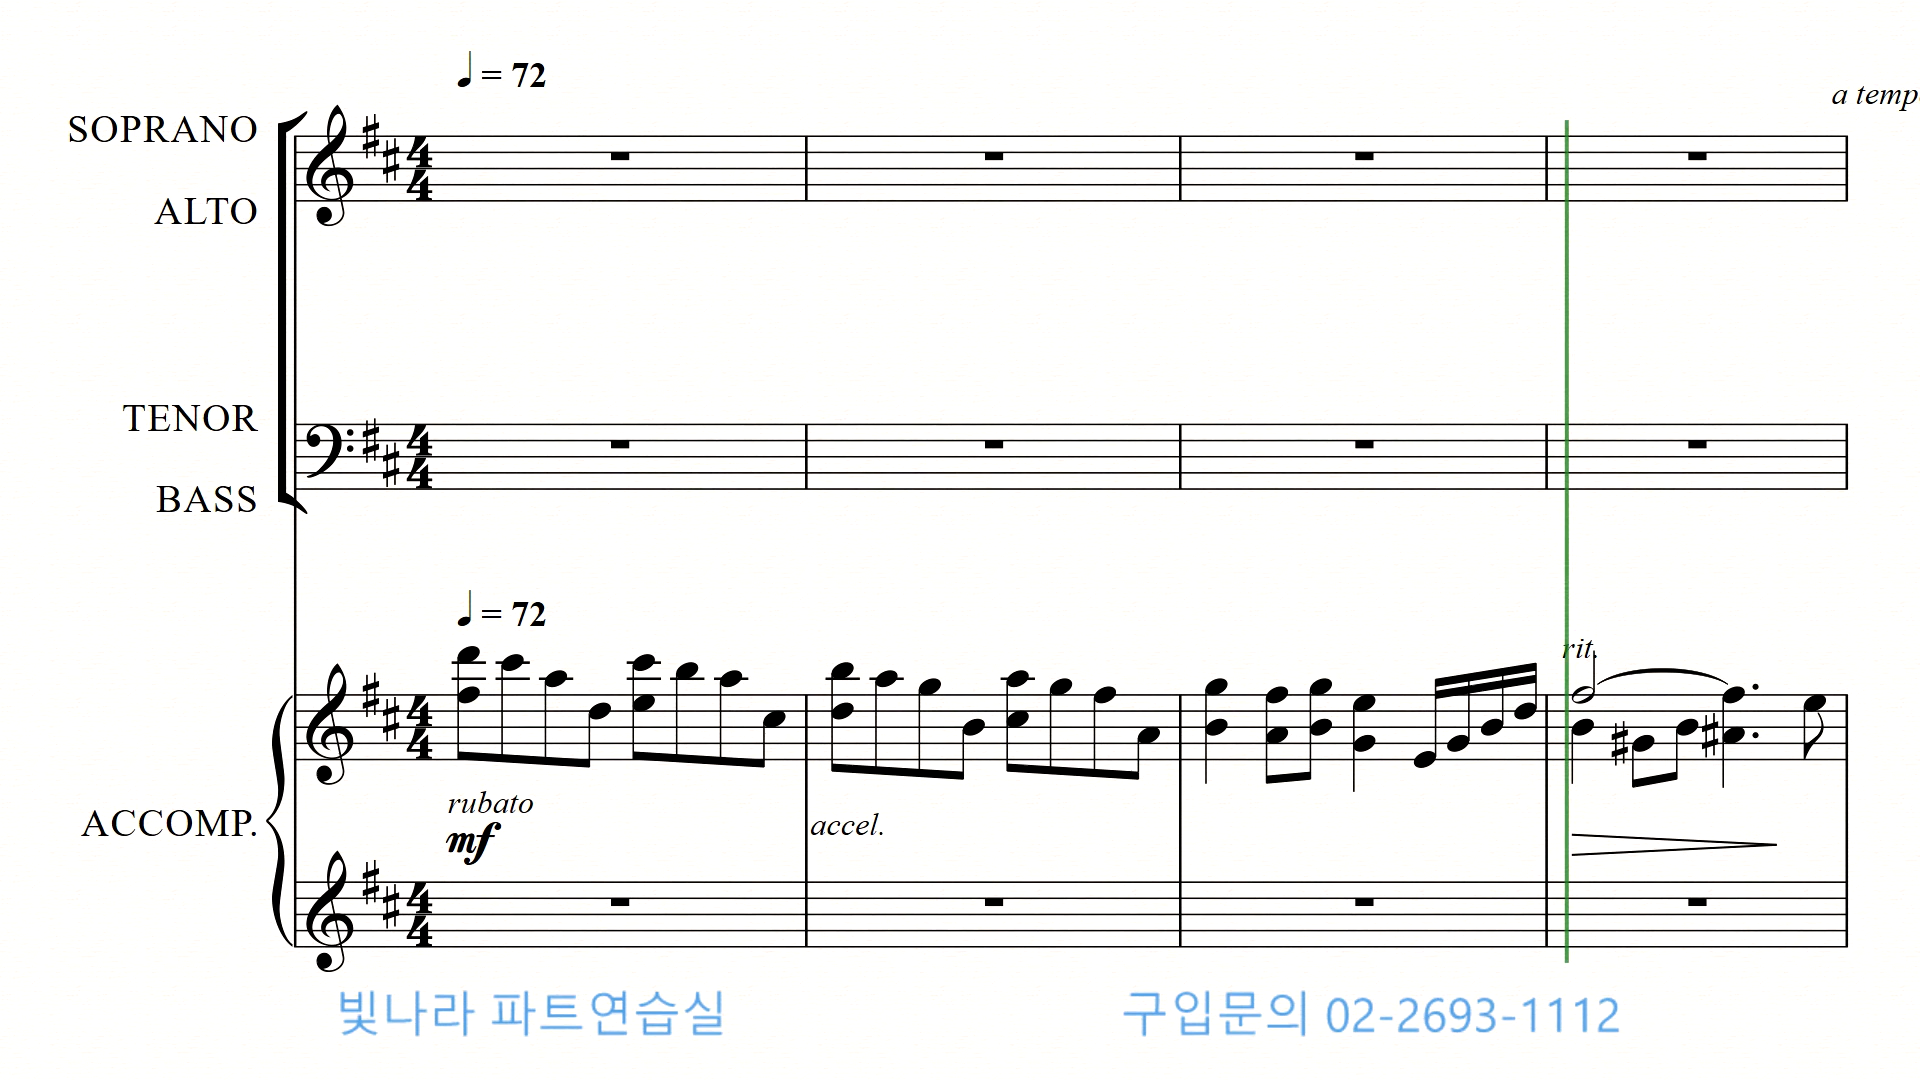 ♩ = 72
a temp
SOPRANO
ALTO
TENOR
BASS
♩ = 72
rit.
rubato
ACCOMP.
mf
accel.
빛나라 파트연습실
구입문의 02-2693-1112